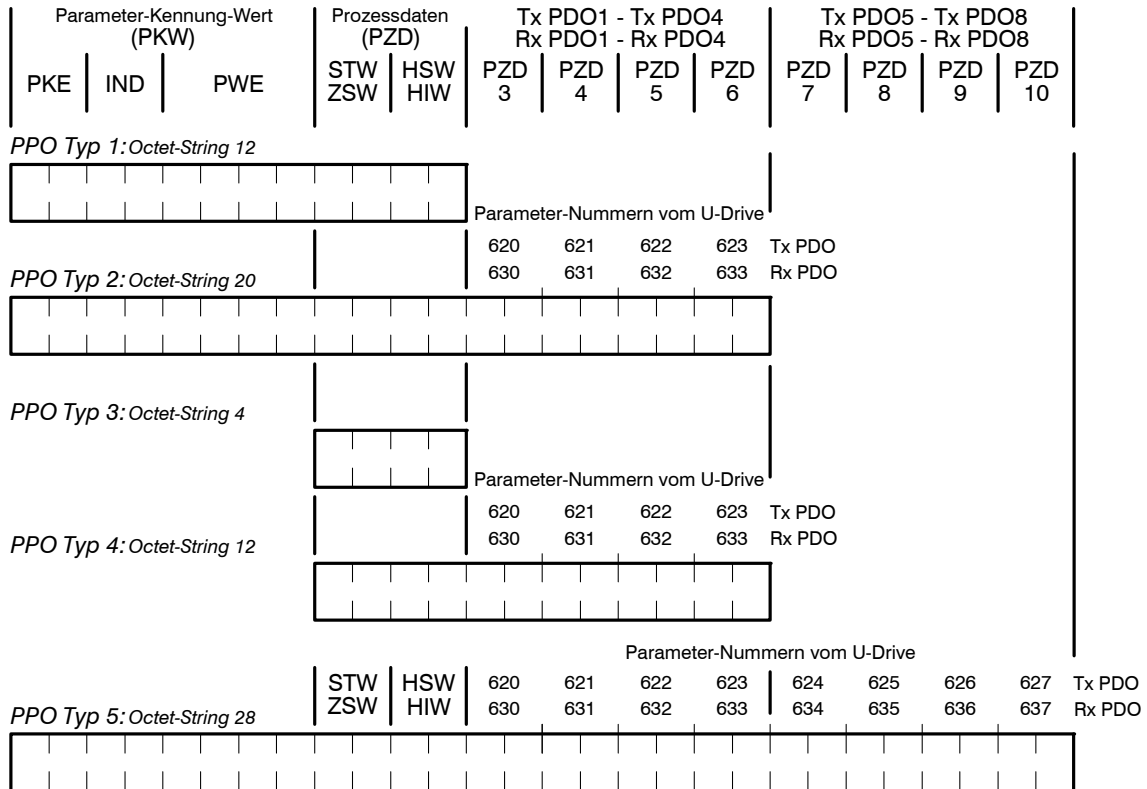 Parameter-Kennung-Wert Prozessdaten Tx PDO1 - Tx PDO4 Tx PDO5 - Tx PDO8
(PKW) (PZD) Rx PDO1 - Rx PDO4 Rx PDO5 - Rx PDO8
PKE IND PWE STW HSW PZD PZD PZD PZD PZD PZD PZD PZD
ZSW HIW 3 4 5 6 7 8 9 10
PPO Typ 1: Octet-String 12
Parameter-Nummern vom U-Drive
620 621 622 623 Tx PDO
630 631 632 633 Rx PDO
PPO Typ 2: Octet-String 20
PPO Typ 3: Octet-String 4
Parameter-Nummern vom U-Drive
620 621 622 623 Tx PDO
630 631 632 633 Rx PDO
PPO Typ 4: Octet-String 12
Parameter-Nummern vom U-Drive
STW HSW 620 621 622 623 624 625 626 627 Tx PDO
ZSW HIW 630 631 632 633 634 635 636 637 Rx PDO
PPO Typ 5: Octet-String 28